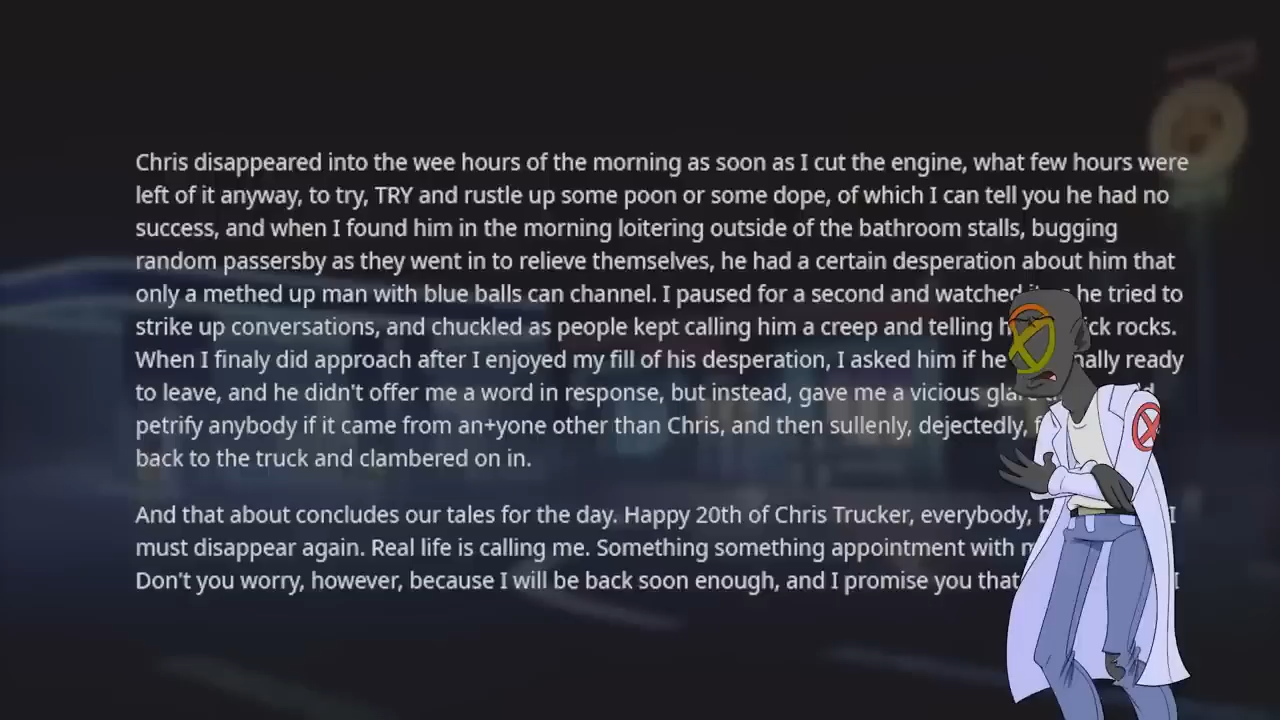 Chris disappeared into the wee hours of the morning as soon as I cut the engine, what few hours were
left of it anyway, to try, TRY and rustle up some poon or some dope, of which I can tell you he had no
success, and when I found him in the morning loitering outside of the bathroom stalls, bugging
random passersby as they went in to relieve themselves, he had a certain desperation about him that
only a methed up man with blue balls can channel. I paused for a second and watched he tried to
strike up conversations, and chuckled as people kept calling him a creep and telling rocks.
When I finaly did approach after I enjoyed my fill of his desperation, I asked him if he ready
to leave, and he didn't offer me a word in response, but instead, gave me a vicious
petrify anybody if it came from an+yone other than Chris, and then sullenly, dejectedly,
back to the truck and clambered on in.
And that about concludes our tales for the day. Happy 20th of Chris Trucker, everybody, I
must disappear again. Real life is calling me. Something something appointment with
Don't you worry, however, because I will be back soon enough, and I promise you that I